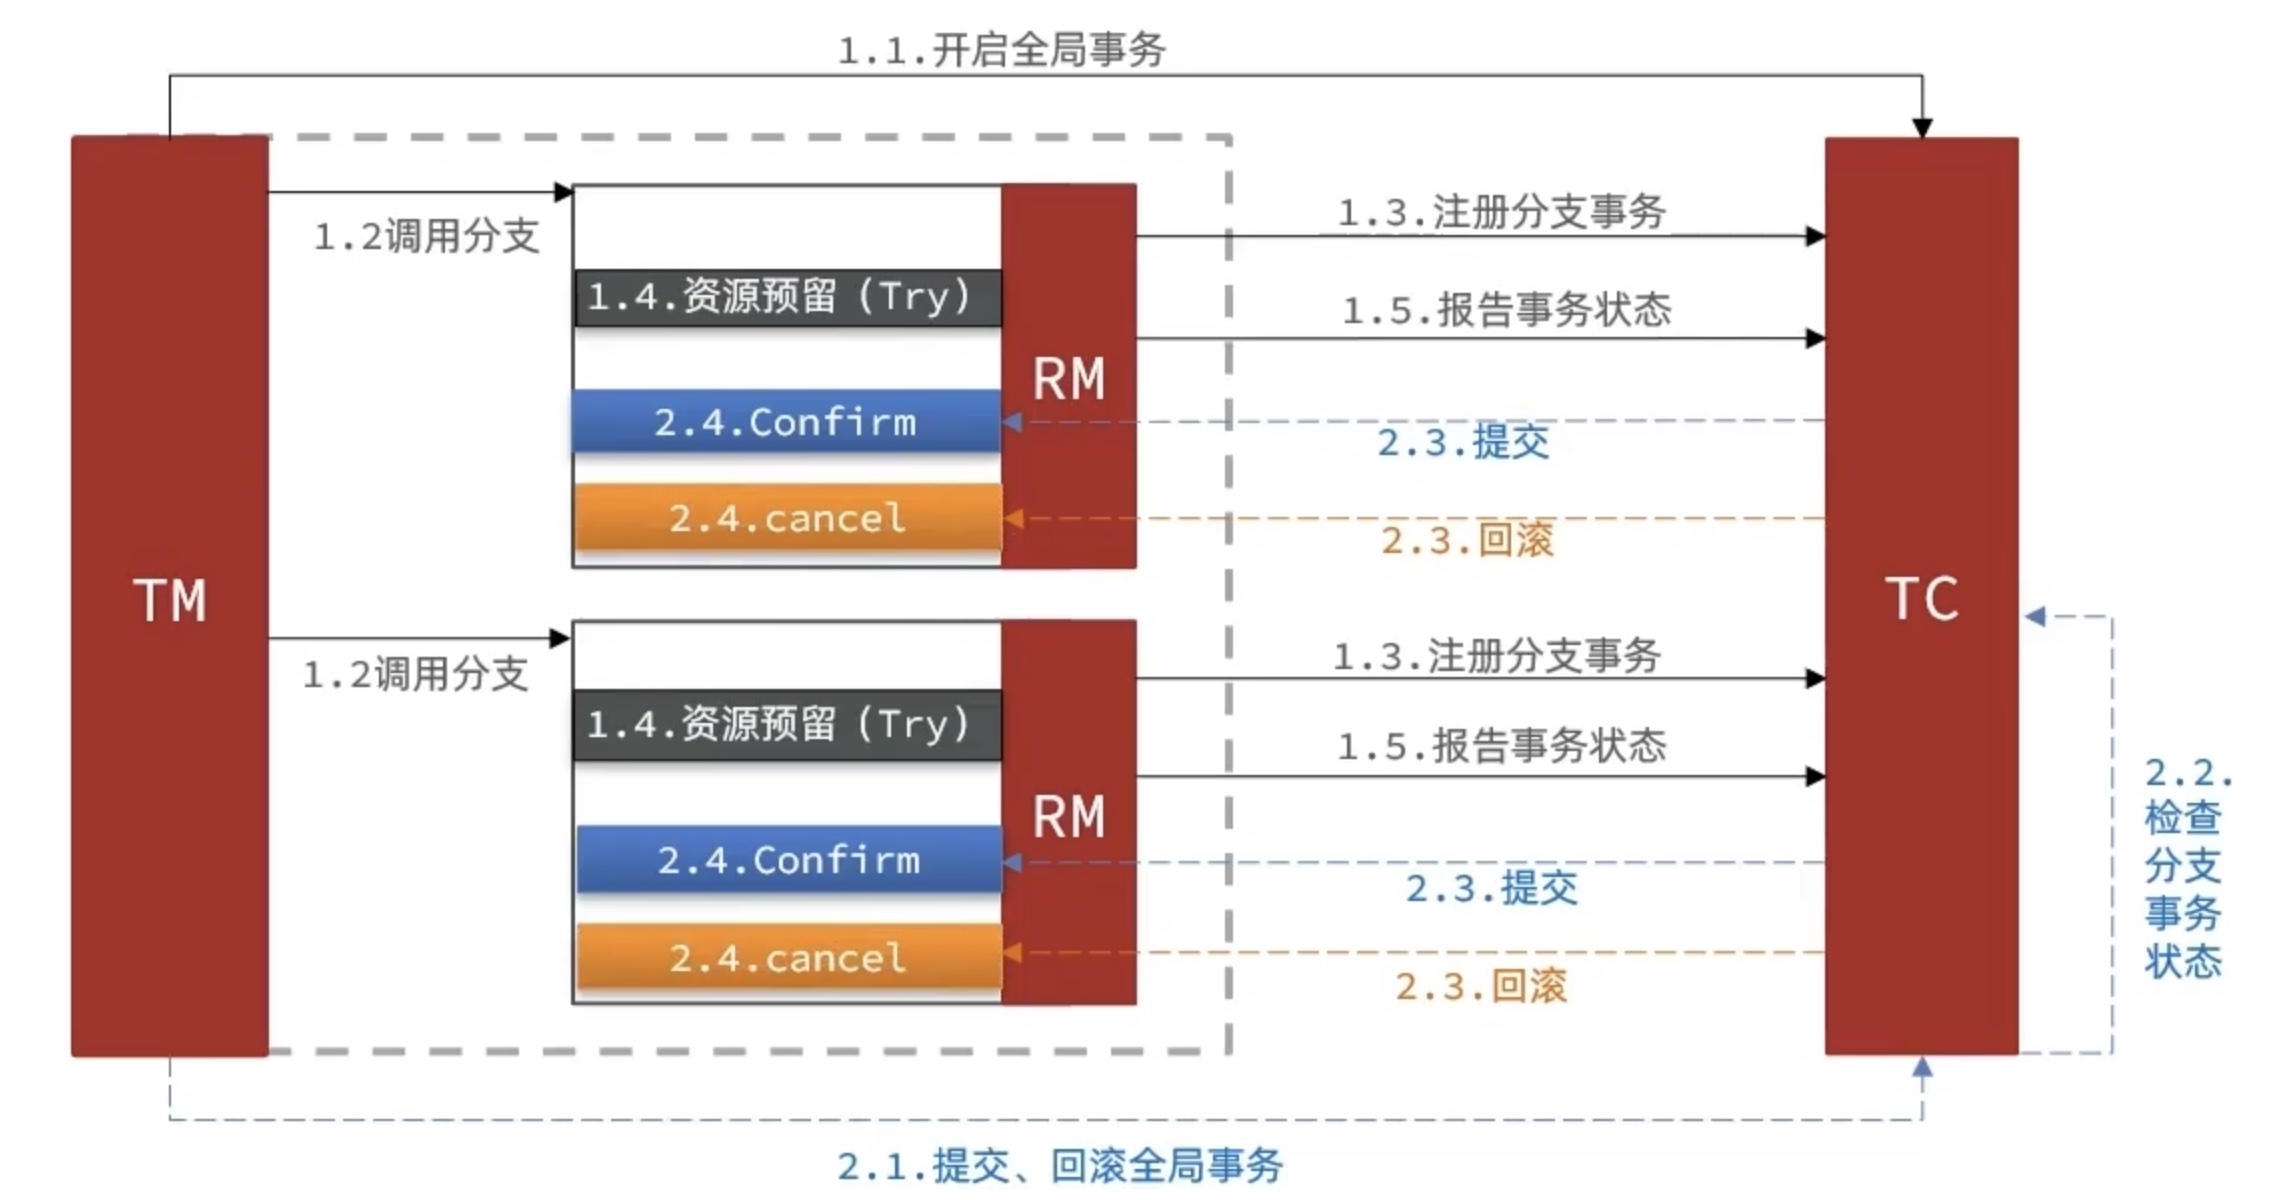 1.1.开启全局事务
TM
1.2调用分支
1.4.资源预留（Try）
2.4.Confirm
2.4.cancel
RM
1.3.注册分支事务
1.5.报告事务状态
2.3.提交
2.3.回滚
1.2调用分支
1.4.资源预留（Try）
2.4.Confirm
2.4.cancel
RM
1.3.注册分支事务
1.5.报告事务状态
2.3.提交
2.3.回滚
TC
2.2.
检查
分支
事务
状态
2.1.提交、回滚全局事务